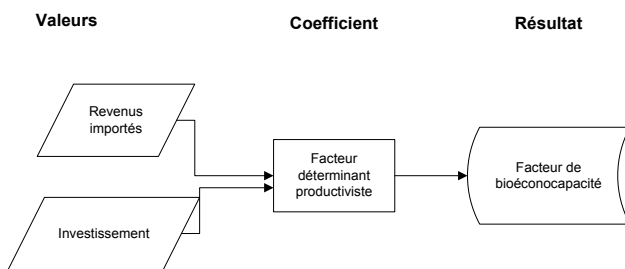 Valeurs
Coefficient
Résultat
Revenus
importés
Facteur
déterminant
productiviste
Facteur de
bioéconocapacité
Investissement